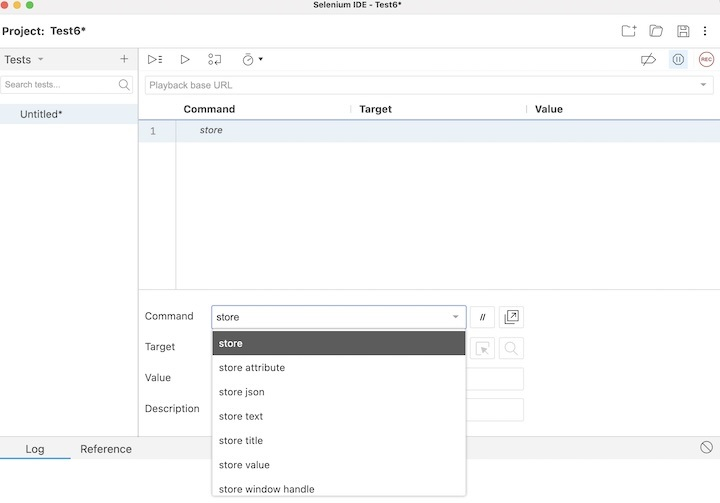 Selenium IDE - Test6*
Project: Test6*
Tests
Search tests...
Untitled*
Playback base URL
Command Target Value
1 store
REC
Command store //
store
Target
store attribute
Value
store json
Description
store text
store title
store value
store window handle
Log Reference